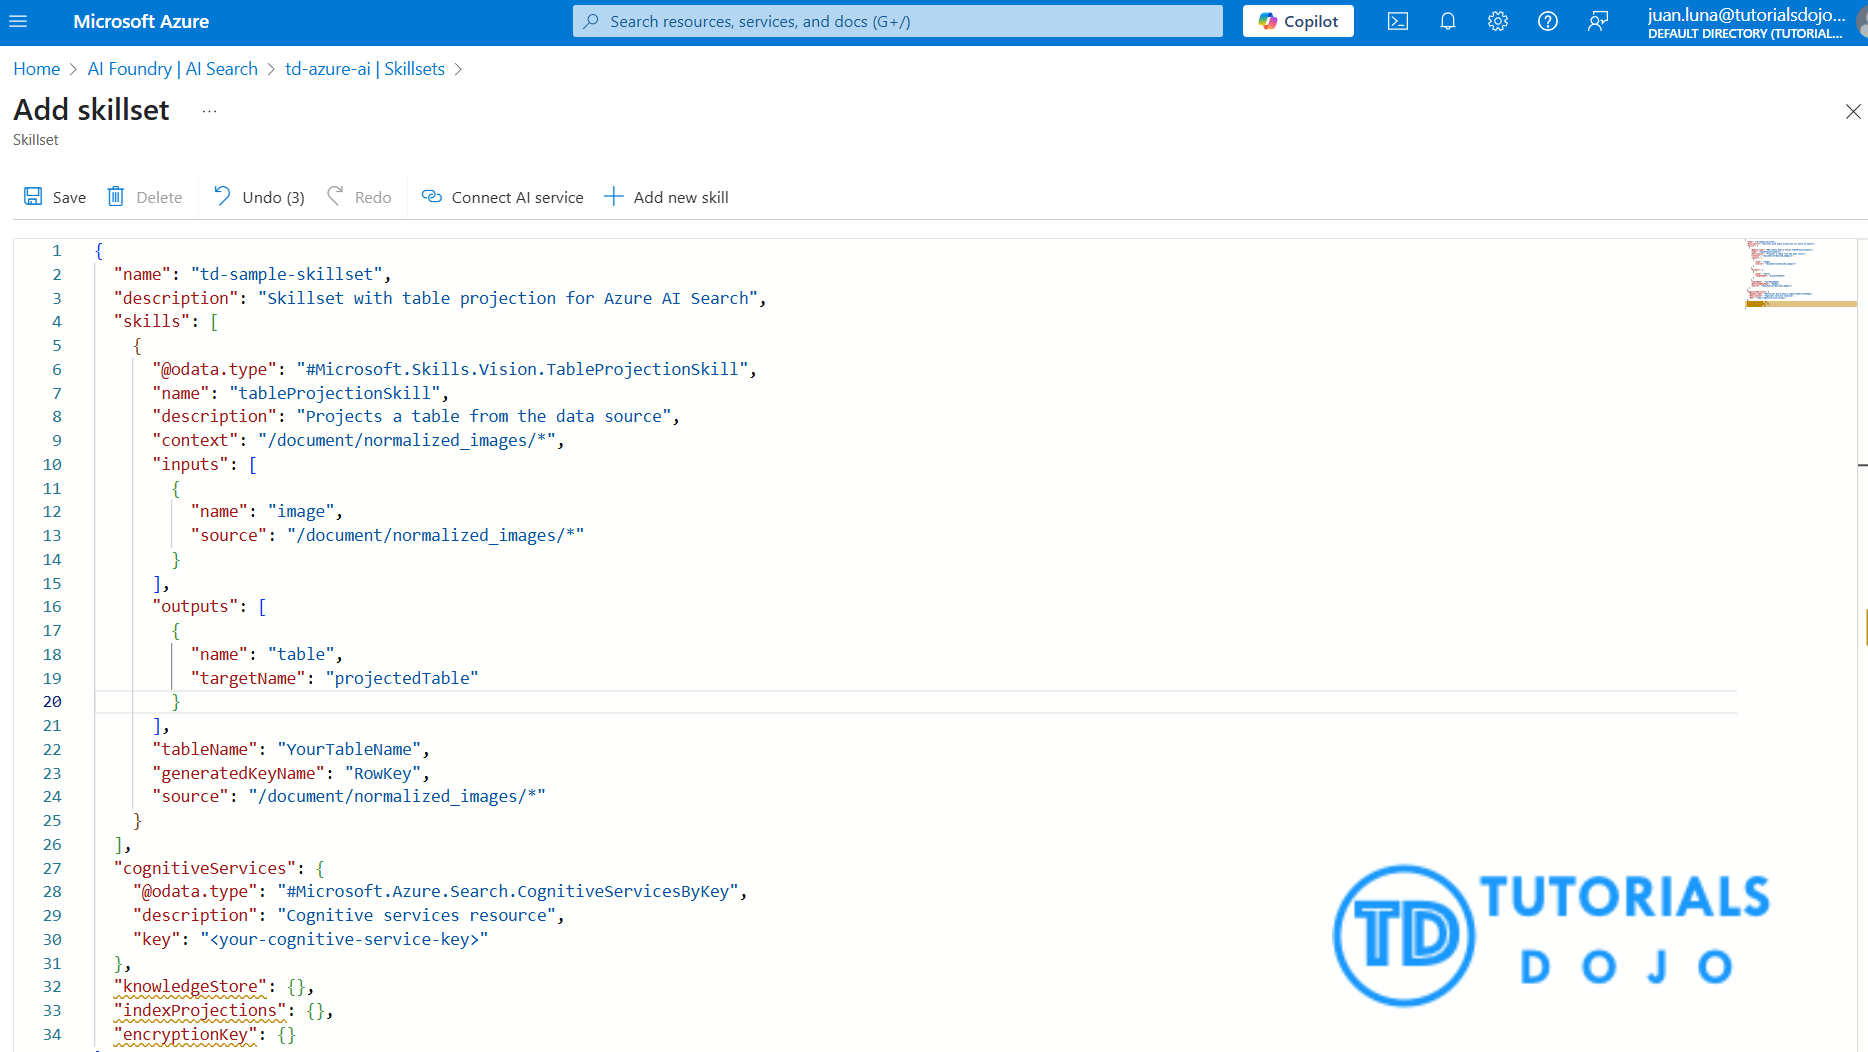 Microsoft Azure
Search resources, services, and docs (G+/)
Copilot
juan.luna@tutorialsdojo...
DEFAULT DIRECTORY (TUTORIAL...
Home > AI Foundry | AI Search > td-azure-ai | Skillsets >
Add skillset ...
Skillset
Save Delete Undo (3) Redo Connect AI service Add new skill
1 {
2 "name": "td-sample-skillset",
3 "description": "Skillset with table projection for Azure AI Search",
4 "skills": [
5 {
6 "@odata.type": "#Microsoft.Skills.Vision.TableProjectionSkill",
7 "name": "tableProjectionSkill",
8 "description": "Projects a table from the data source",
9 "context": "/document/normalized_images/*",
10 "inputs": [
11 {
12 "name": "image",
13 "source": "/document/normalized_images/*"
14 }
15 ],
16 "outputs": [
17 {
18 "name": "table",
19 "targetName": "projectedTable"
20 }
21 ],
22 "tableName": "YourTableName",
23 "generatedKeyName": "RowKey",
24 "source": "/document/normalized_images/*"
25 }
26 ],
27 "cognitiveServices": {
28 "@odata.type": "#Microsoft.Azure.Search.CognitiveServicesByKey",
29 "description": "Cognitive services resource",
30 "key": "<your-cognitive-service-key>"
31 },
32 "knowledgeStore": {},
33 "indexProjections": {},
34 "encryptionKey": {}
TD TUTORIALS
DOJO